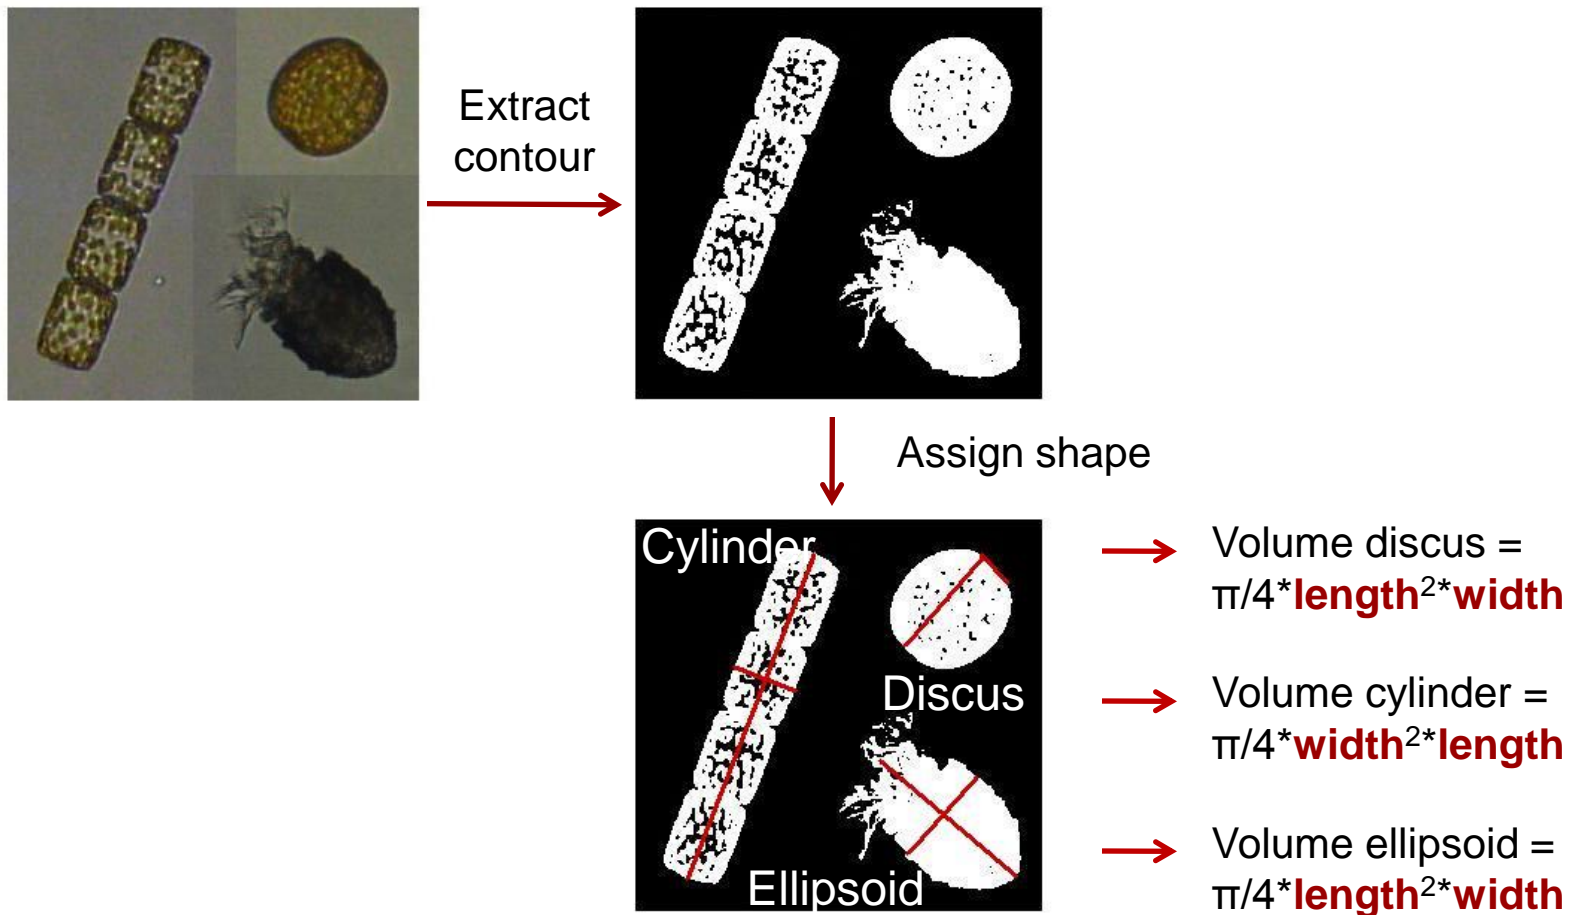 Extract
contour
Assign shape
Cylinder
Discus
Ellipsoid
Volume discus =
π/4*length²*width
Volume cylinder =
π/4*width²*length
Volume ellipsoid =
π/4*length²*width